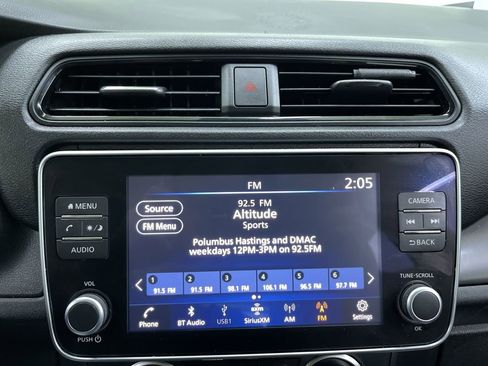 FM
2:05
MENU
AUDIO
VOL
PUSH
Source
FM Menu
92.5 FM
Altitude
Sports
Polumbus Hastings and DMAC
weekdays 12PM-3PM on 92.5FM
1 2 3 4 5 6
91.5 FM 91.5 FM 98.1 FM 106.1 FM 96.5 FM 97.7 FM
Phone BT Audio USB1 SiriusXM AM FM Settings
CAMERA
BACK
TUNE·SCROLL
OK